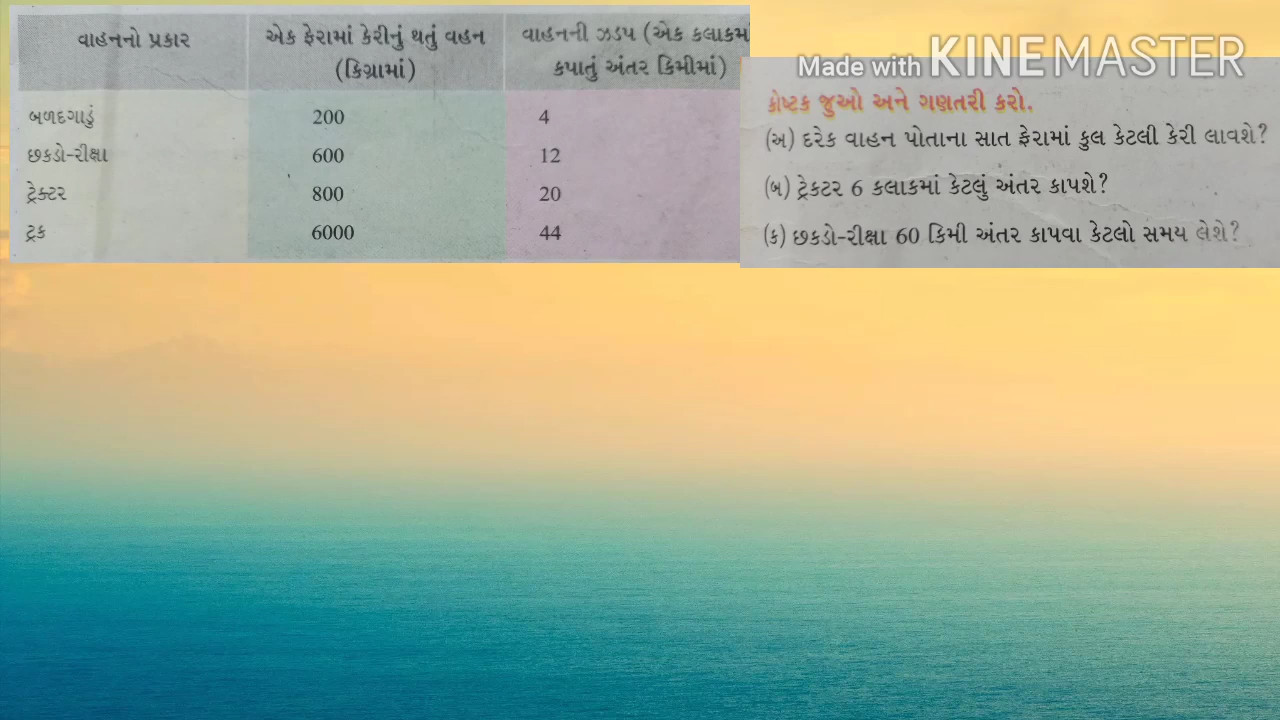 વાહનનો પ્રકાર એક ફેરામાં કેરીનું થતું વહન વાહનની ઝડપ (એક કલાકમાં
(કિગ્રામાં) કપાતું અંતર કિમીમાં)
બળદગાડું 200 4
છકડો-રીક્ષા 600 12
ટ્રેક્ટર 800 20
ટ્રક 6000 44
Made with KINEMASTER
કોષ્ટક જુઓ અને ગણતરી કરો.
(અ) દરેક વાહન પોતાના સાત ફેરામાં કુલ કેટલી કેરી લાવશે?
(બ) ટ્રેકટર 6 કલાકમાં કેટલું અંતર કાપશે?
(ક) છકડો-રીક્ષા 60 કિમી અંતર કાપવા કેટલો સમય લેશે?